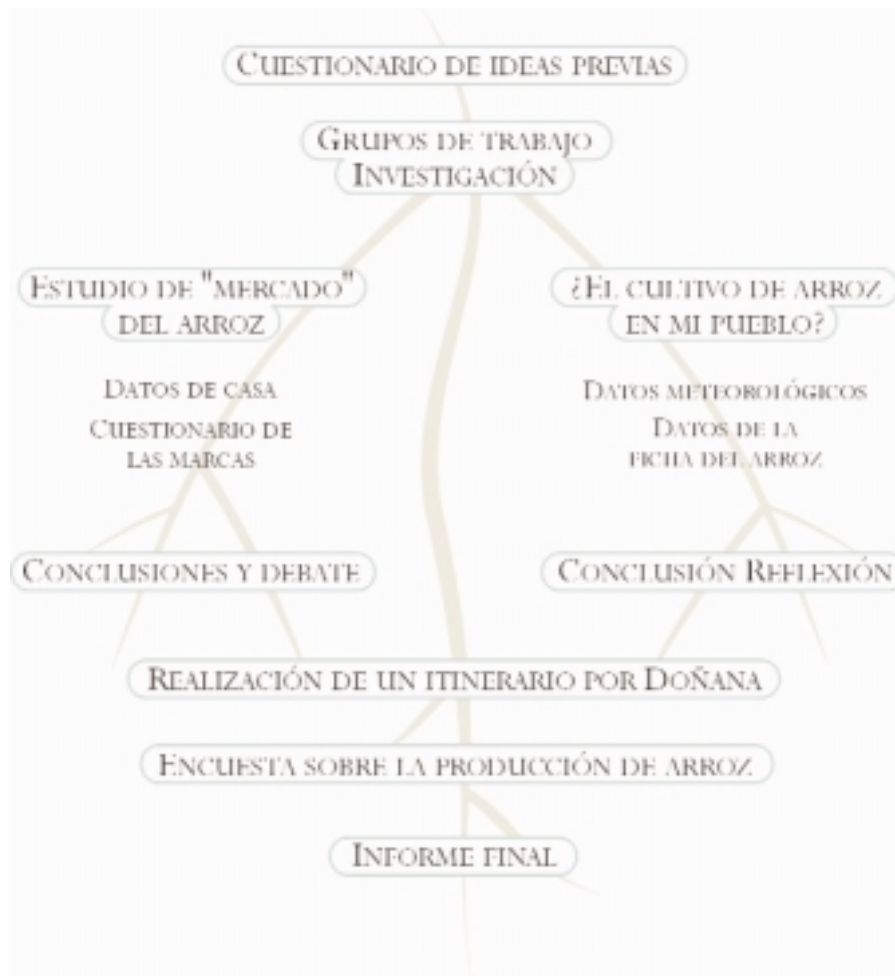 CUESTIONARIO DE IDEAS PREVIAS
GRUPOS DE TRABAJO
INVESTIGACIÓN
ESTUDIO DE "MERCADO"
DEL ARROZ
DATOS DE CASA
CUESTIONARIO DE
LAS MARCAS
CONCLUSIONES Y DEBATE
¿EL CULTIVO DE ARROZ
EN MI PUEBLO?
DATOS METEOROLÓGICOS
DATOS DE LA
FICHA DEL ARROZ
CONCLUSIÓN REFLEXIÓN
REALIZACIÓN DE UN ITINERARIO POR DOÑANA
ENCUESTA SOBRE LA PRODUCCIÓN DE ARROZ
INFORME FINAL